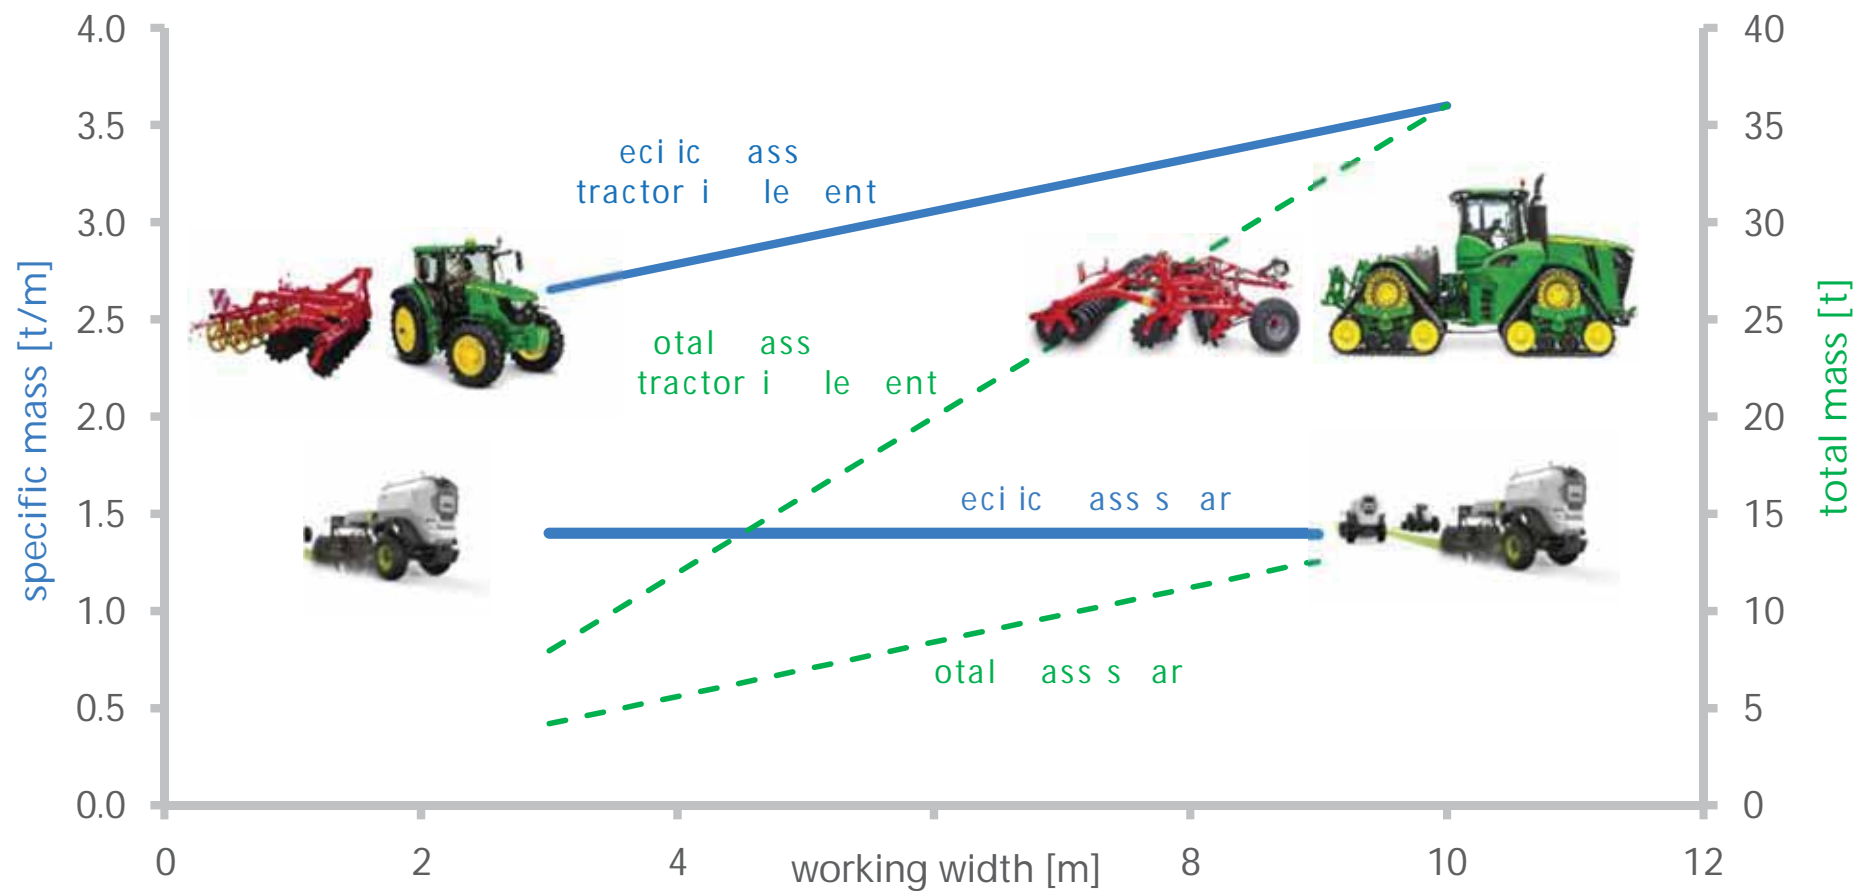 4.0
3.5
3.0
2.5
2.0
1.5
1.0
0.5
0.0
specific mass [t/m]
eci ic ass
tractor i le ent
otal ass
tractor i le ent
eci ic ass s ar
otal ass s ar
40
35
30
25
20
15
10
5
0
total mass [t]
0
2
4
working width [m]
8
10
12